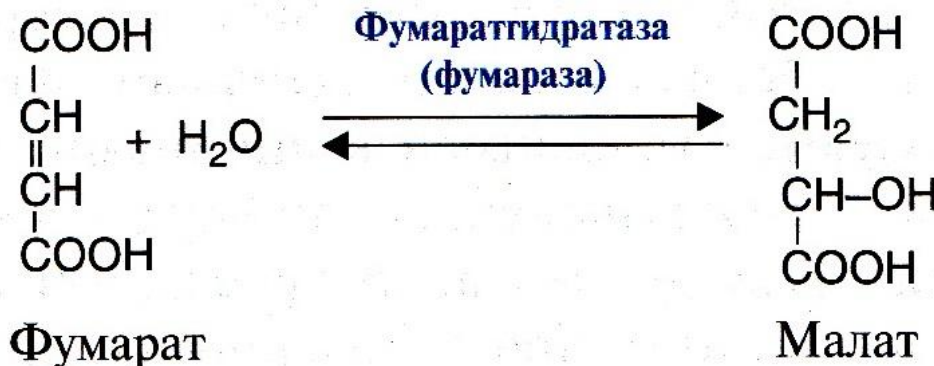 COOH
CH
CH
COOH
+ H₂O
Фумаратгидратаза
(фумараза)
COOH
CH₂
CH–OH
COOH
Фумарат
Малат